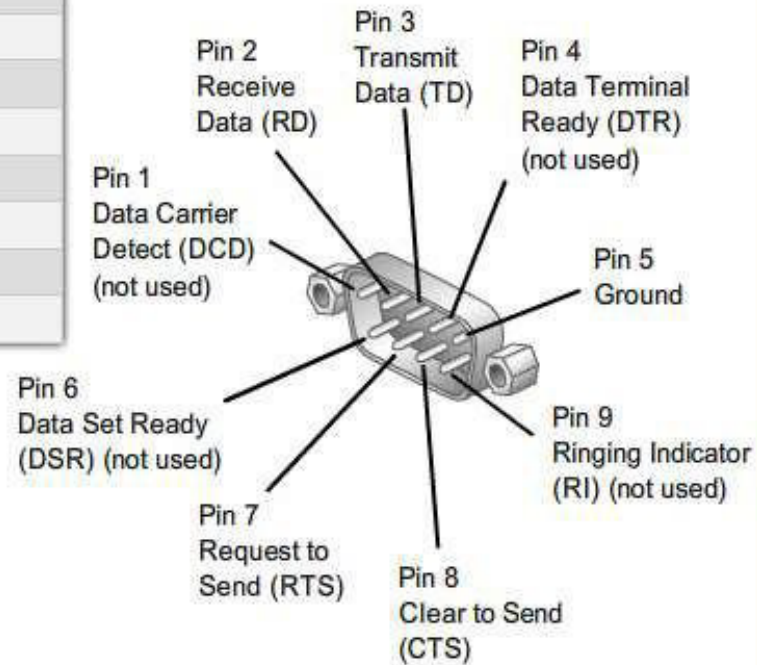 Pin 1
Data Carrier
Detect (DCD)
(not used)
Pin 2
Receive
Data (RD)
Pin 3
Transmit
Data (TD)
Pin 4
Data Terminal
Ready (DTR)
(not used)
Pin 5
Ground
Pin 6
Data Set Ready
(DSR) (not used)
Pin 7
Request to
Send (RTS)
Pin 8
Clear to Send
(CTS)
Pin 9
Ringing Indicator
(RI) (not used)